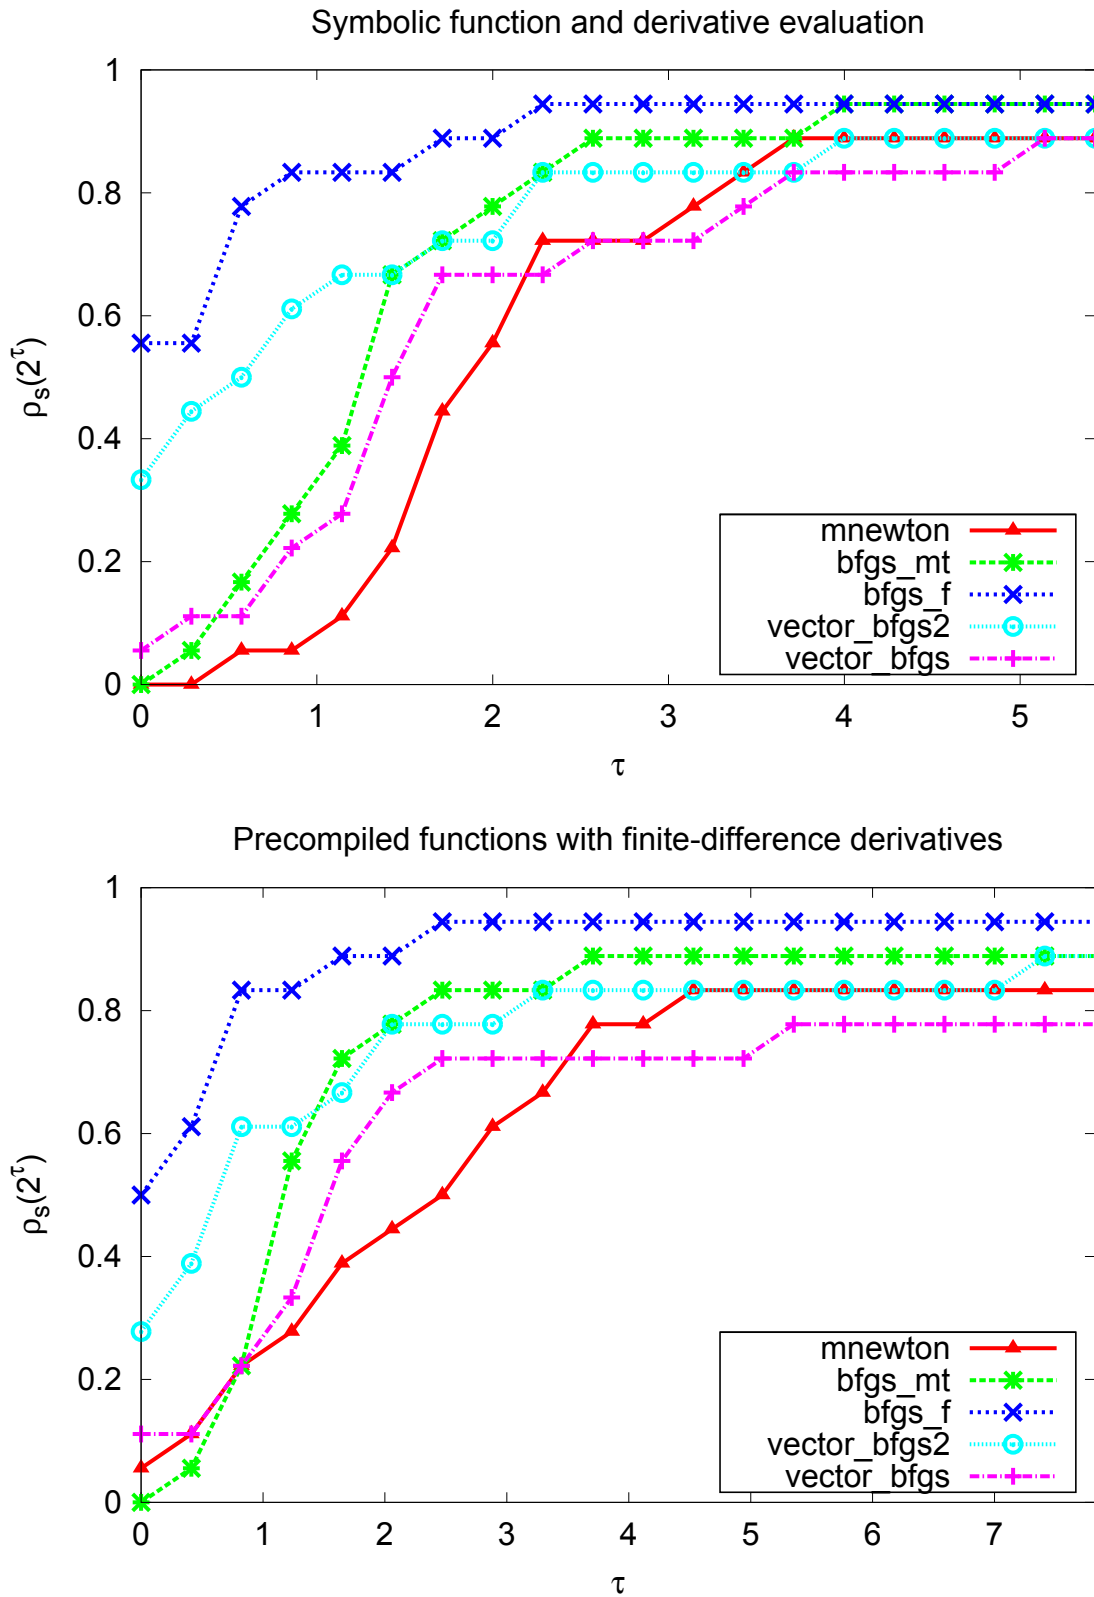 Symbolic function and derivative evaluation
1
0.8
0.6
0.4
0.2
0
ρs(2^τ)
mnewton
bfgs_mt
bfgs_f
vector_bfgs2
vector_bfgs
0 1 2 3 4 5
τ
Precompiled functions with finite-difference derivatives
1
0.8
0.6
0.4
0.2
0
ρs(2^τ)
mnewton
bfgs_mt
bfgs_f
vector_bfgs2
vector_bfgs
0 1 2 3 4 5 6 7
τ